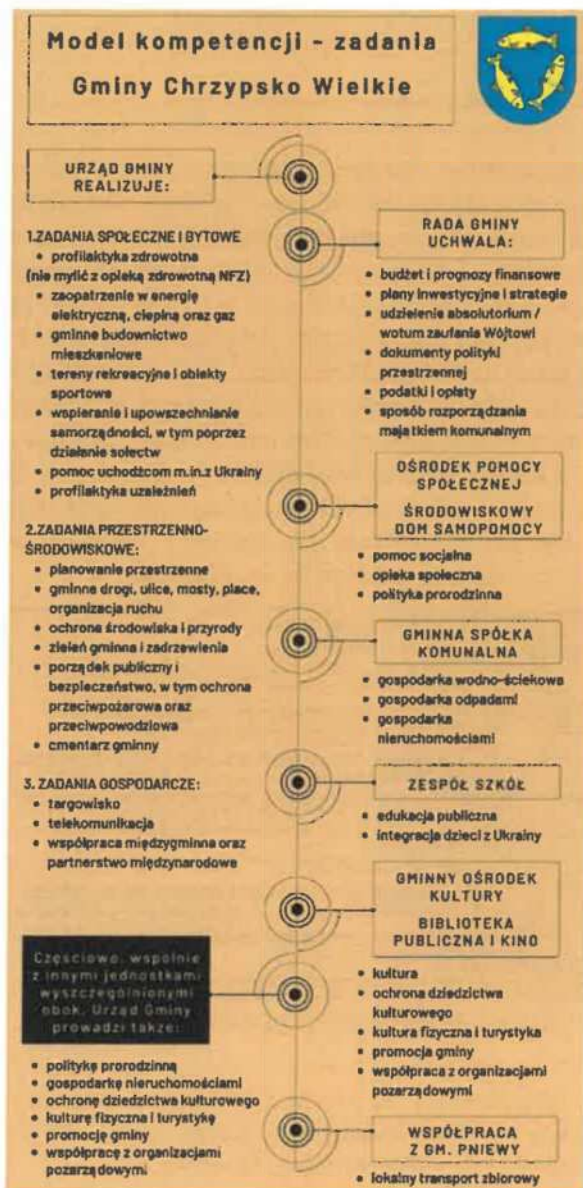 Model kompetencji - zadania
Gminy Chrzypsko Wielkie
URZĄD GMINY
REALIZUJE:
1.ZADANIA SPOŁECZNE I BYTOWE
• profilaktyka zdrowotna
(nie mylić z opieką zdrowotną NFZ)
• zaopatrzenie w energię
elektryczną, cieplną oraz gaz
• gminne budownictwo
mieszkaniowe
• tereny rekreacyjne i obiekty
sportowe
• wspieranie i upowszechnianie
samorządności, w tym poprzez
działanie sołectw
• pomoc uchodźcom m.in.z Ukrainy
• profilaktyka uzależnień
2.ZADANIA PRZESTRZENNO-
ŚRODOWISKOWE:
• planowanie przestrzenne
• gminne drogi, ulice, mosty, place,
organizacja ruchu
• ochrona środowiska i przyrody
• zieleń gminna i zadrzewienia
• porządek publiczny i
bezpieczeństwo, w tym ochrona
przeciwpożarowa oraz
przeciwpowodziowa
• cmentarz gminny
3. ZADANIA GOSPODARCZE:
• targowisko
• telekomunikacja
• współpraca międzygminna oraz
partnerstwo międzynarodowe
Częściowo, wspólnie
z innymi jednostkami
wyszczególnionymi
obok, Urząd Gminy
prowadzi także:
• politykę prorodzinną
• gospodarkę nieruchomościami
• ochronę dziedzictwa kulturowego
• kulturę fizyczną i turystykę
• promocję gminy
• współpracę z organizacjami
pozarządowymi
RADA GMINY
UCHWALA:
• budżet i prognozy finansowe
• plany inwestycyjne i strategie
• udzielenie absolutorium /
wotum zaufania Wójtowi
• dokumenty polityki
przestrzennej
• podatki i opłaty
• sposób rozporządzania
majątkiem komunalnym
OŚRODEK POMOCY
SPOŁECZNEJ
ŚRODOWISKOWY
DOM SAMOPOMOCY
• pomoc socjalna
• opieka społeczna
• polityka prorodzinna
GMINNA SPÓŁKA
KOMUNALNA
• gospodarka wodno-ściekowa
• gospodarka odpadami
• gospodarka
nieruchomościami
ZESPÓŁ SZKÓŁ
• edukacja publiczna
• integracja dzieci z Ukrainy
GMINNY OŚRODEK
KULTURY
BIBLIOTEKA
PUBLICZNA I KINO
• kultura
• ochrona dziedzictwa
kulturowego
• kultura fizyczna i turystyka
• promocja gminy
• współpraca z organizacjami
pozarządowymi
WSPÓŁPRACA
Z GM. PNIEWY
• lokalny transport zbiorowy